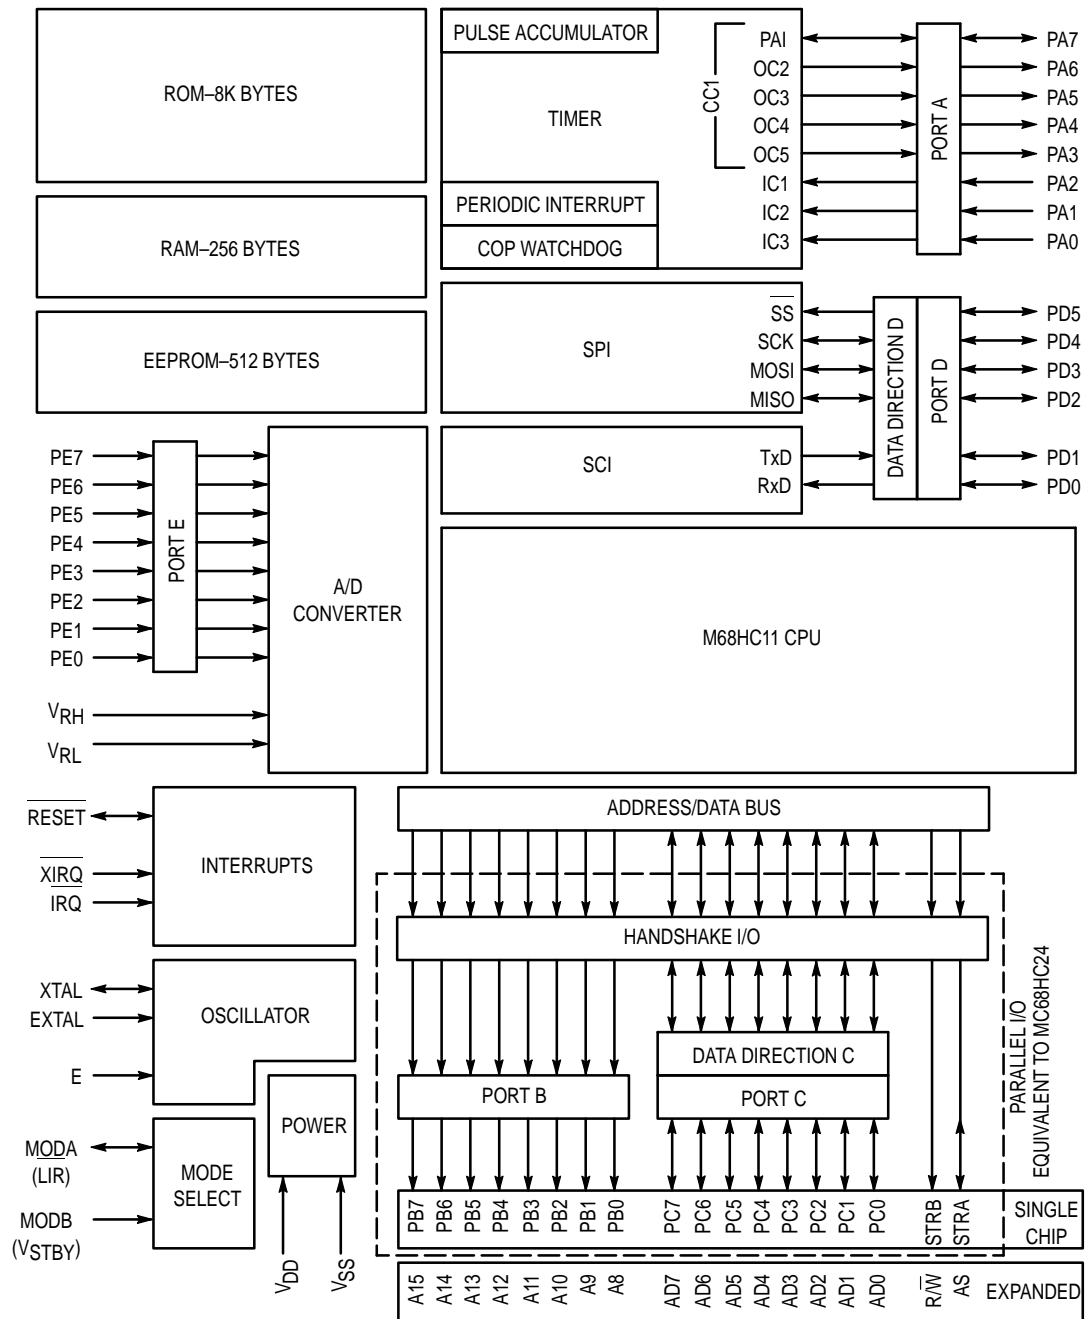 ROM–8K BYTES
RAM–256 BYTES
EEPROM–512 BYTES
PULSE ACCUMULATOR
TIMER
PERIODIC INTERRUPT
COP WATCHDOG
CC1
PAI
OC2
OC3
OC4
OC5
IC1
IC2
IC3
PORT A
PA7
PA6
PA5
PA4
PA3
PA2
PA1
PA0
SPI
SS
SCK
MOSI
MISO
SCI
TxD
RxD
DATA DIRECTION D
PORT D
PD5
PD4
PD3
PD2
PD1
PD0
PE7
PE6
PE5
PE4
PE3
PE2
PE1
PE0
PORT E
VRH
VRL
A/D
CONVERTER
M68HC11 CPU
RESET
XIRQ
IRQ
INTERRUPTS
XTAL
EXTAL
E
OSCILLATOR
POWER
MODA
(LIR)
MODB
(VSTBY)
MODE
SELECT
VDD
VSS
ADDRESS/DATA BUS
HANDSHAKE I/O
DATA DIRECTION C
PORT B
PORT C
PARALLEL I/O
EQUIVALENT TO MC68HC24
PB7
PB6
PB5
PB4
PB3
PB2
PB1
PB0
PC7
PC6
PC5
PC4
PC3
PC2
PC1
PC0
STRB
STRA
SINGLE
CHIP
A15
A14
A13
A12
A11
A10
A9
A8
AD7
AD6
AD5
AD4
AD3
AD2
AD1
AD0
R/W
AS
EXPANDED